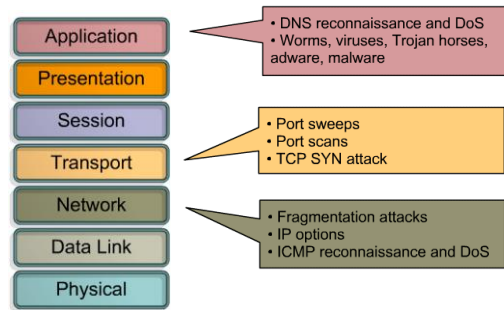 Application
Presentation
Session
Transport
Network
Data Link
Physical
• DNS reconnaissance and DoS
• Worms, viruses, Trojan horses,
adware, malware
• Port sweeps
• Port scans
• TCP SYN attack
• Fragmentation attacks
• IP options
• ICMP reconnaissance and DoS